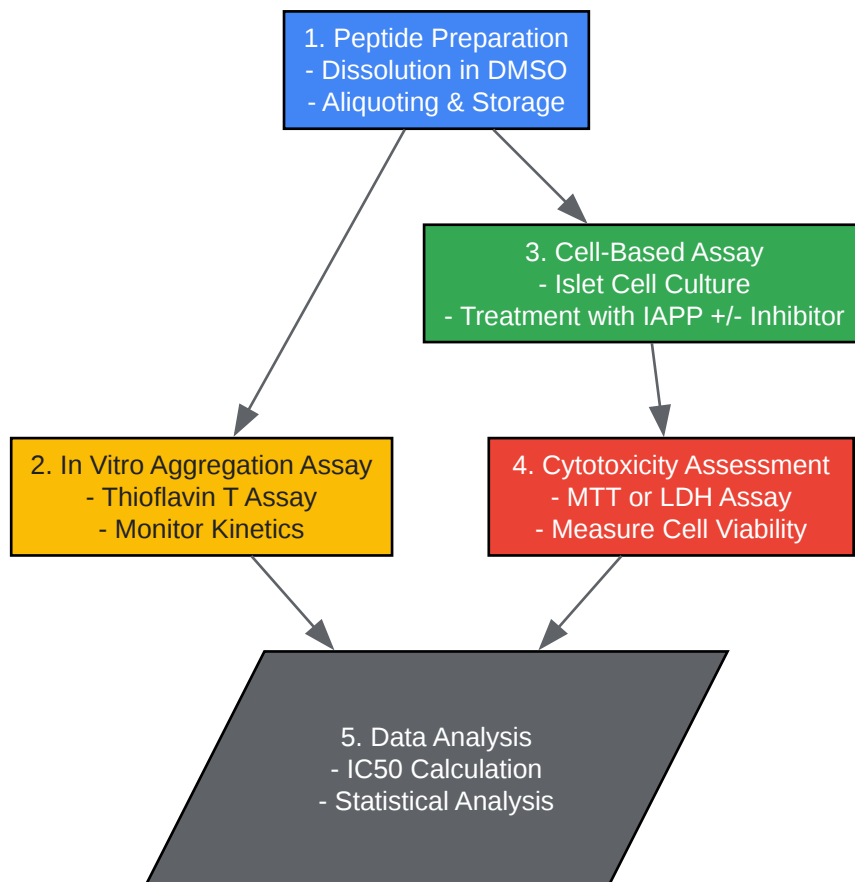 1. Peptide Preparation
- Dissolution in DMSO
- Aliquoting & Storage
3. Cell-Based Assay
- Islet Cell Culture
- Treatment with IAPP +/- Inhibitor
2. In Vitro Aggregation Assay
- Thioflavin T Assay
- Monitor Kinetics
4. Cytotoxicity Assessment
- MTT or LDH Assay
- Measure Cell Viability
5. Data Analysis
- IC50 Calculation
- Statistical Analysis